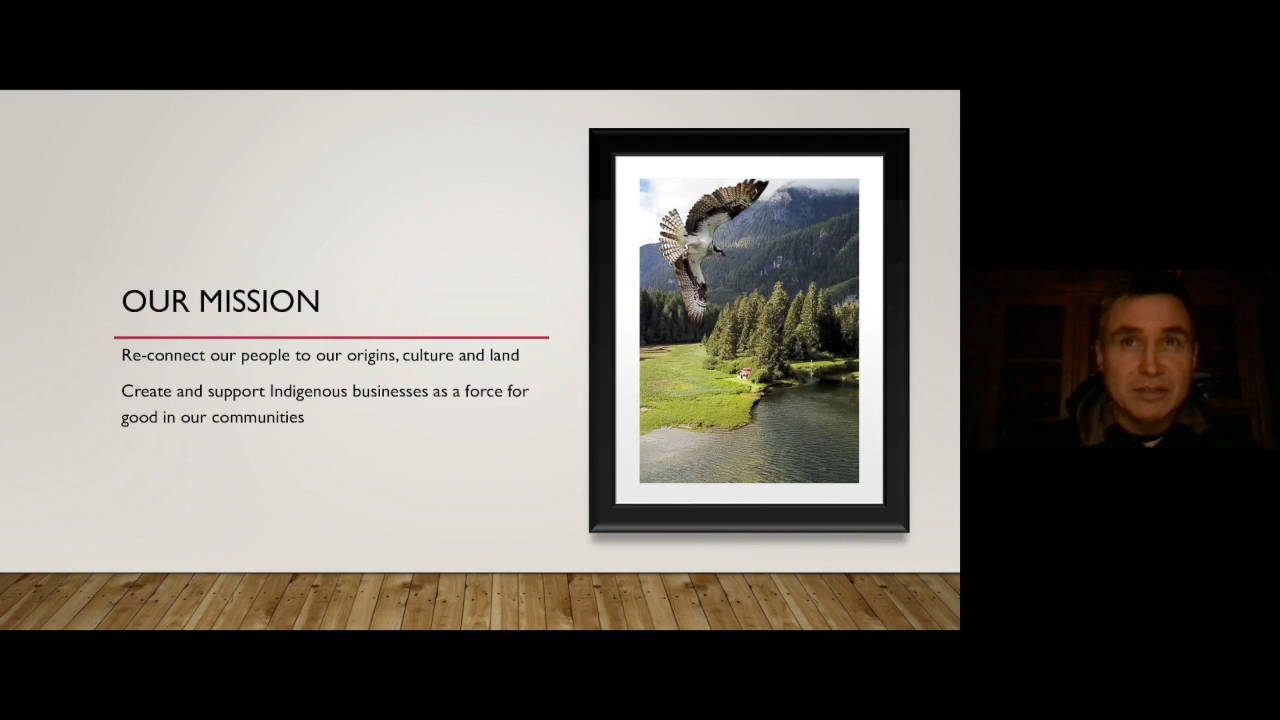 OUR MISSION
Re-connect our people to our origins, culture and land
Create and support Indigenous businesses as a force for
good in our communities